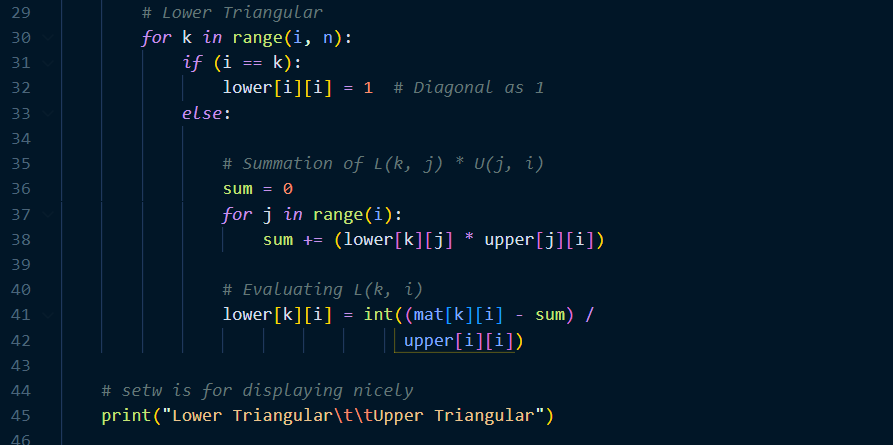 29 # Lower Triangular
30 for k in range(i, n):
31 if (i == k):
32 lower[i][i] = 1  # Diagonal as 1
33 else:
34
35 # Summation of L(k, j) * U(j, i)
36 sum = 0
37 for j in range(i):
38 sum += (lower[k][j] * upper[j][i])
39
40 # Evaluating L(k, i)
41 lower[k][i] = int((mat[k][i] - sum) /
42 upper[i][i])
43
44 # setw is for displaying nicely
45 print("Lower Triangular\t\tUpper Triangular")
46